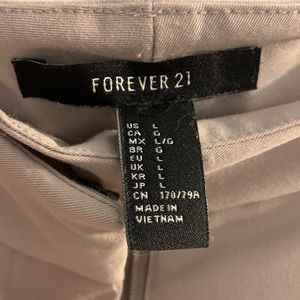 FOREVER 21
US L
CA G
MX L/G
BR G
EU L
UK L
KR L
JP L
CN 170/79A
MADE IN
VIETNAM